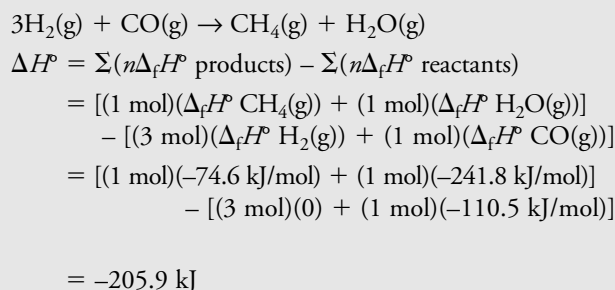 3H₂(g) + CO(g) → CH₄(g) + H₂O(g)
ΔH° = Σ(nΔfH° products) – Σ(nΔfH° reactants)
= [(1 mol)(ΔfH° CH₄(g)) + (1 mol)(ΔfH° H₂O(g))]
– [(3 mol)(ΔfH° H₂(g)) + (1 mol)(ΔfH° CO(g))]
= [(1 mol)(–74.6 kJ/mol) + (1 mol)(–241.8 kJ/mol)]
– [(3 mol)(0) + (1 mol)(–110.5 kJ/mol)]
= –205.9 kJ